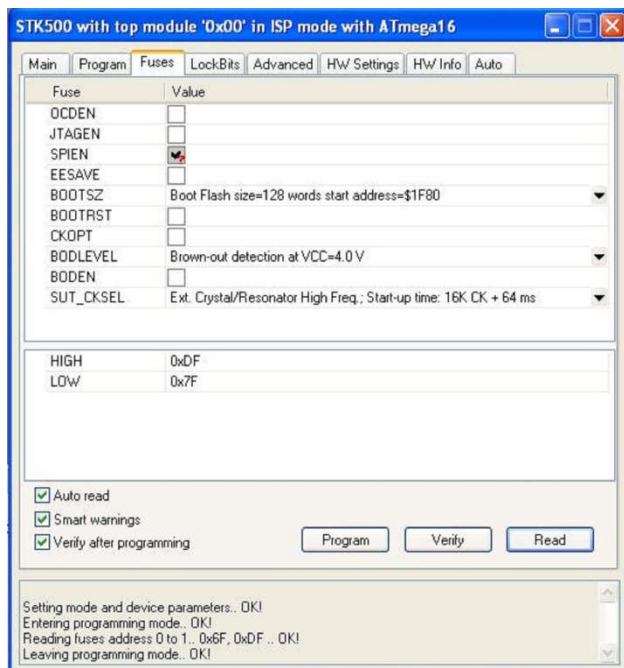 STK500 with top module '0x00' in ISP mode with ATmega16
Main Program Fuses LockBits Advanced HW Settings HW Info Auto
Fuse Value
OCDEN
JTAGEN
SPIEN
EESAVE
BOOTSZ Boot Flash size=128 words start address=$1F80
BOOTRST
CKOPT
BODLEVEL Brown-out detection at VCC=4.0 V
BODEN
SUT_CKSEL Ext. Crystal/Resonator High Freq.; Start-up time: 16K CK + 64 ms
HIGH 0xDF
LOW 0x7F
Auto read
Smart warnings
Verify after programming
Program Verify Read
Setting mode and device parameters.. OK!
Entering programming mode.. OK!
Reading fuses address 0 to 1.. 0x6F, 0xDF .. OK!
Leaving programming mode.. OK!